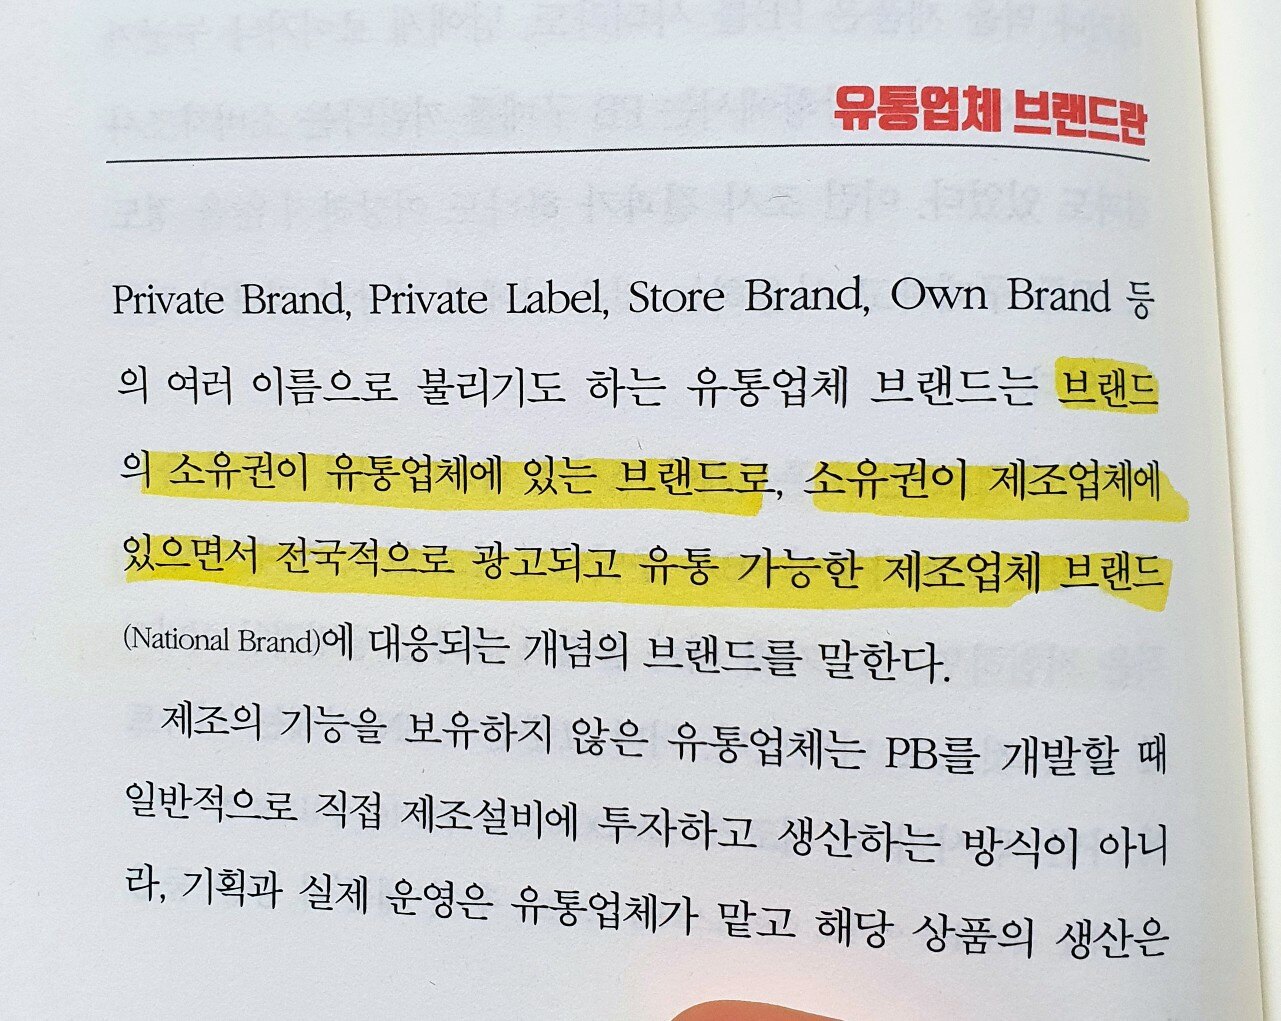 유통업체 브랜드란
Private Brand, Private Label, Store Brand, Own Brand 등
의 여러 이름으로 불리기도 하는 유통업체 브랜드는 브랜드
의 소유권이 유통업체에 있는 브랜드로, 소유권이 제조업체에
있으면서 전국적으로 광고되고 유통 가능한 제조업체 브랜드
(National Brand)에 대응되는 개념의 브랜드를 말한다.
제조의 기능을 보유하지 않은 유통업체는 PB를 개발할 때
일반적으로 직접 제조설비에 투자하고 생산하는 방식이 아니
라, 기획과 실제 운영은 유통업체가 맡고 해당 상품의 생산은